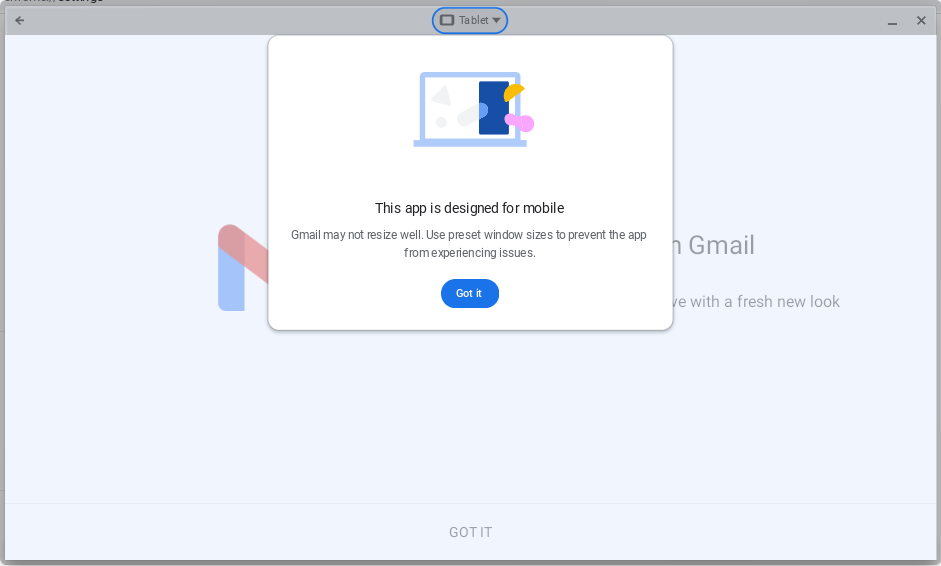 Tablet
This app is designed for mobile
Gmail may not resize well. Use preset window sizes to prevent the app
from experiencing issues.
Got it
Gmail
with a fresh new look
GOT IT